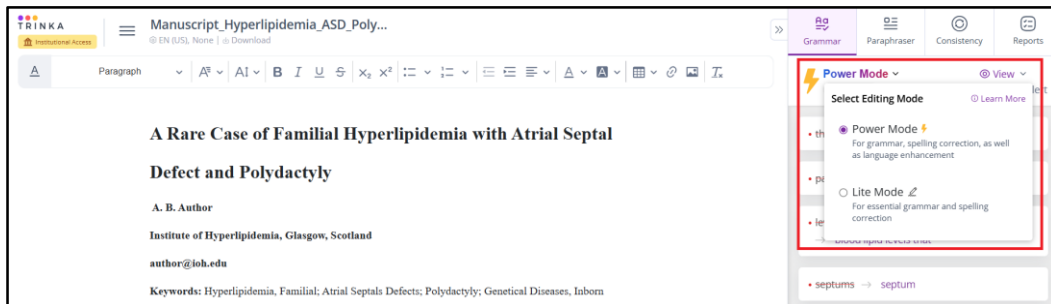 TRINKA
Institutional Access
Manuscript_Hyperlipidemia_ASD_Poly...
EN (US), None | Download
Grammar
Paraphraser
Consistency
Reports
Paragraph
Power Mode
View
Select Editing Mode
Learn More
Power Mode
For grammar, spelling correction, as well
as language enhancement
Lite Mode
For essential grammar and spelling
correction
blood lipid levels that
septums → septum
A Rare Case of Familial Hyperlipidemia with Atrial Septal
Defect and Polydactyly
A. B. Author
Institute of Hyperlipidemia, Glasgow, Scotland
author@ioh.edu
Keywords: Hyperlipidemia, Familial; Atrial Septals Defects; Polydactyly; Genetical Diseases, Inborn